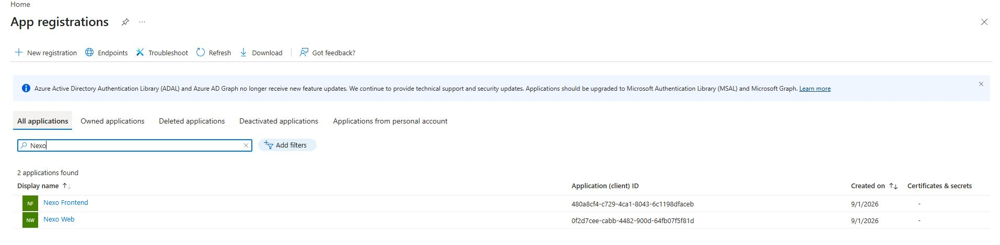 Home
App registrations ...
New registration Endpoints Troubleshoot Refresh Download Got feedback?
Azure Active Directory Authentication Library (ADAL) and Azure AD Graph no longer receive new feature updates. We continue to provide technical support and security updates. Applications should be upgraded to Microsoft Authentication Library (MSAL) and Microsoft Graph. Learn more
All applications Owned applications Deleted applications Deactivated applications Applications from personal account
Nexo Add filters
2 applications found
Display name Application (client) ID Created on Certificates & secrets
NF Nexo Frontend 480a8cf4-c729-4ca1-8043-6c1198dfaceb 9/1/2026 -
NW Nexo Web 0f2d7cee-cabb-4482-900d-64fb07f5f81d 9/1/2026 -